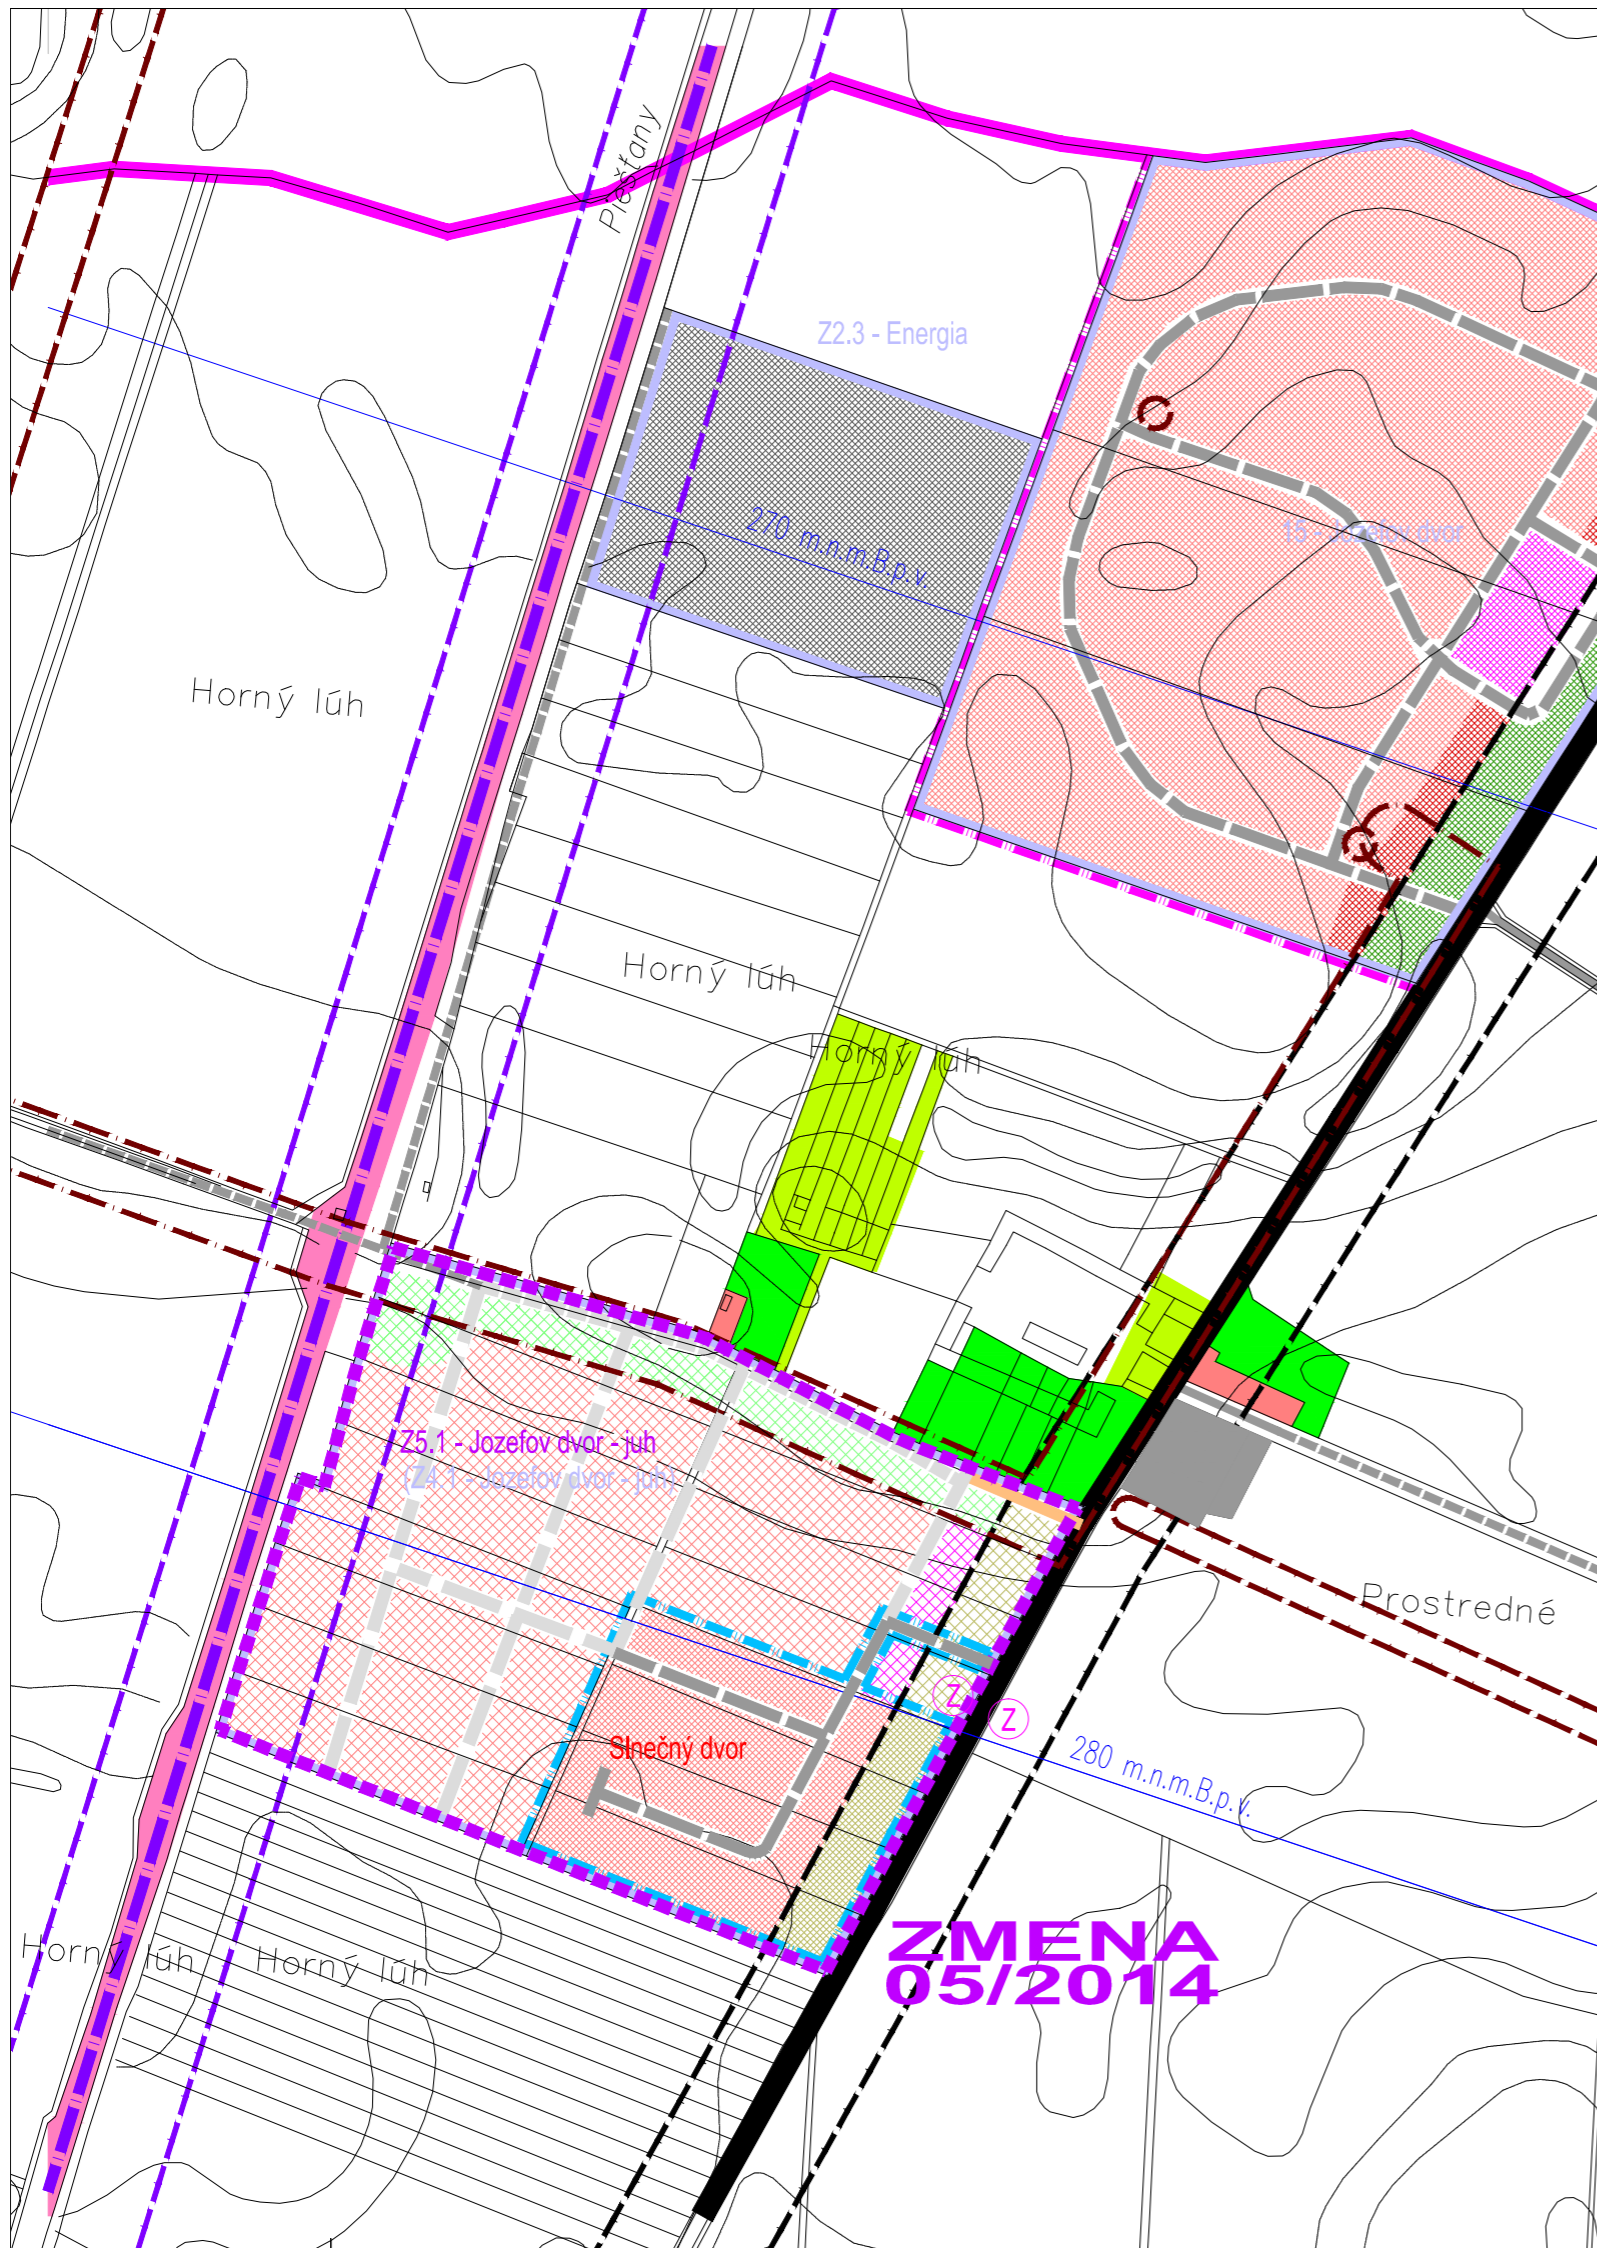 Piešťany
Z2.3 - Energia
270 m.n.m.B.p.v.
15 - Jozefov dvor
Horný lúh
Horný lúh
Horný lúh
Z5.1 - Jozefov dvor - juh
(Z4.1 - Jozefov dvor - juh)
Prostredné
Z
Z
Slnečný dvor
280 m.n.m.B.p.v.
ZMENA
05/2014
Horný lúh
Horný lúh